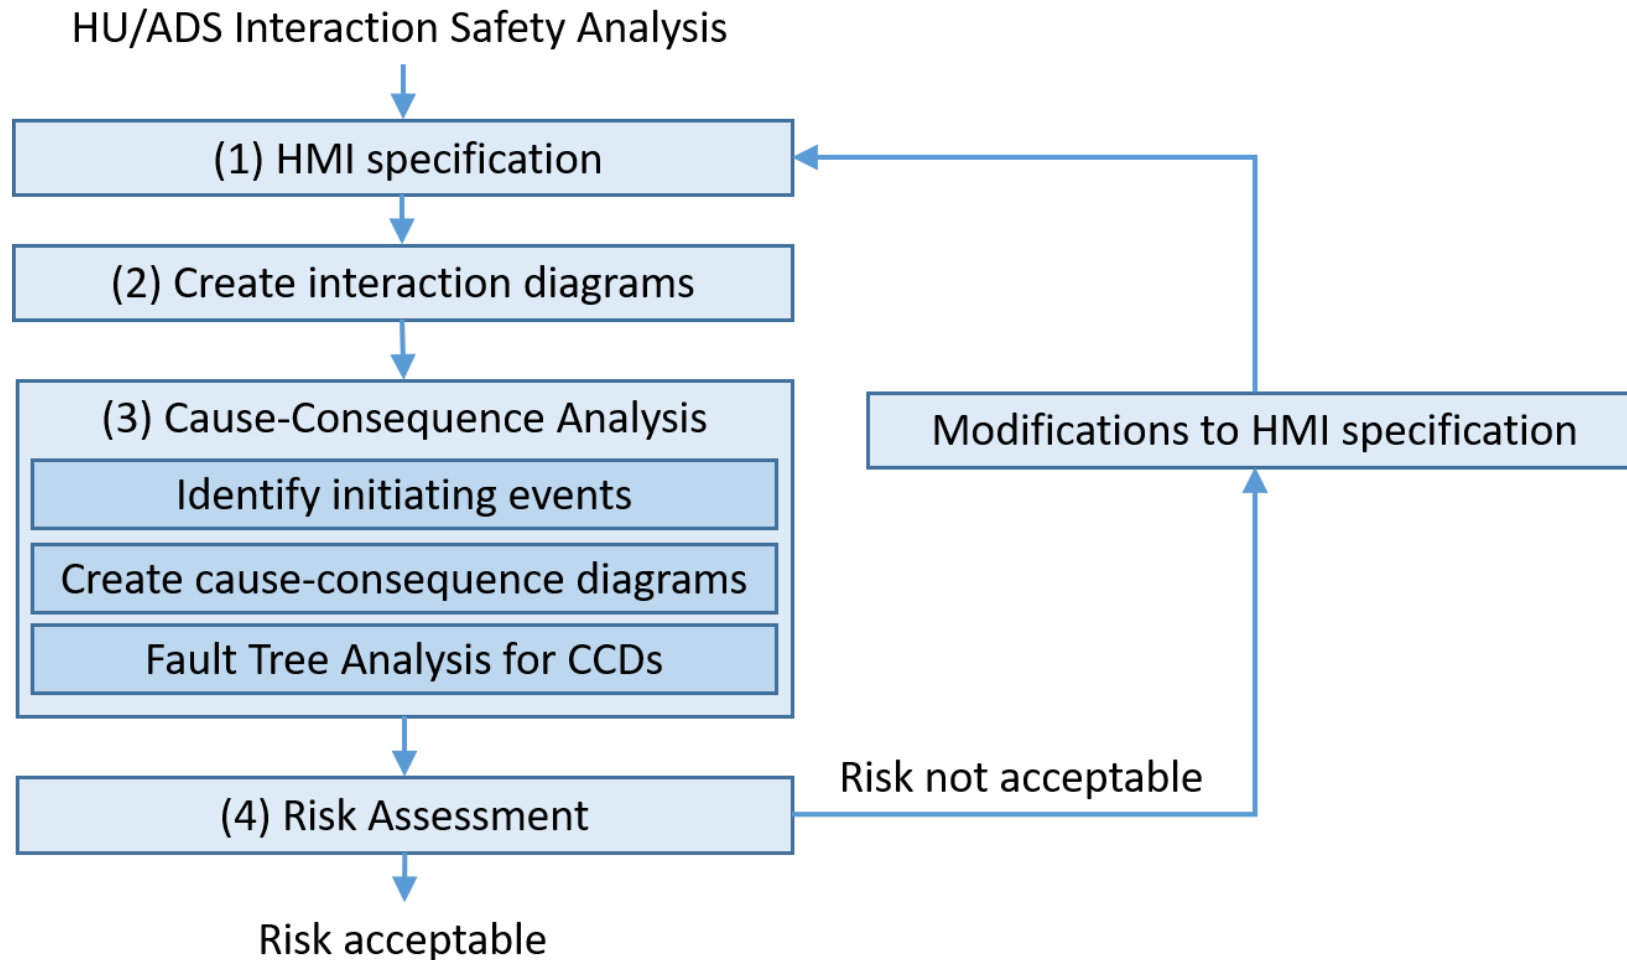 HU/ADS Interaction Safety Analysis
(1) HMI specification
(2) Create interaction diagrams
(3) Cause-Consequence Analysis
Identify initiating events
Create cause-consequence diagrams
Fault Tree Analysis for CCDs
(4) Risk Assessment
Risk acceptable
Risk not acceptable
Modifications to HMI specification